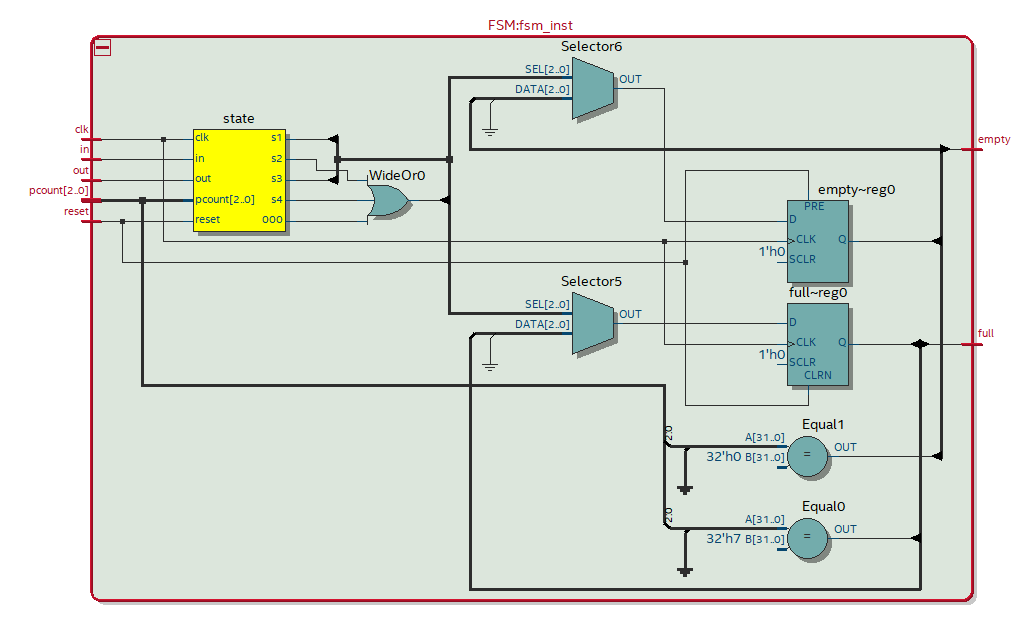 FSM:fsm_inst
Selector6
SEL[2..0]
DATA[2..0]
OUT
state
clk
in
out
pcount[2..0]
reset
clk
in
out
pcount[2..0]
reset
s1
s2
s3
s4
000
WideOr0
empty
empty~reg0
PRE
D
CLK
1'h0
SCLR
Q
Selector5
SEL[2..0]
DATA[2..0]
OUT
full~reg0
D
CLK
1'h0
SCLR
CLRN
Q
full
Equal1
2:0
A[31..0]
32'h0 B[31..0]
=
OUT
Equal0
2:0
A[31..0]
32'h7 B[31..0]
=
OUT